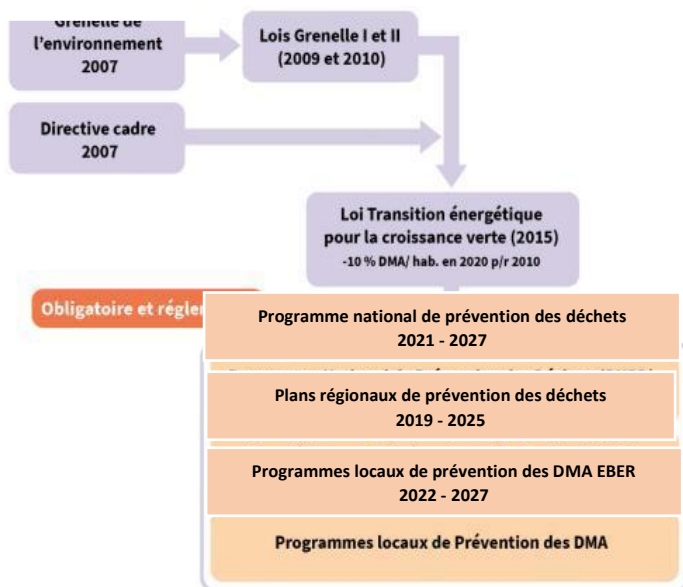 Grenelle de
l'environnement
2007
Lois Grenelle I et II
(2009 et 2010)
Directive cadre
2007
Loi Transition énergétique
pour la croissance verte (2015)
-10 % DMA/ hab. en 2020 p/r 2010
Obligatoire et régle
Programme national de prévention des déchets
2021 - 2027
Plans régionaux de prévention des déchets
2019 - 2025
Programmes locaux de prévention des DMA EBER
2022 - 2027
Programmes locaux de Prévention des DMA